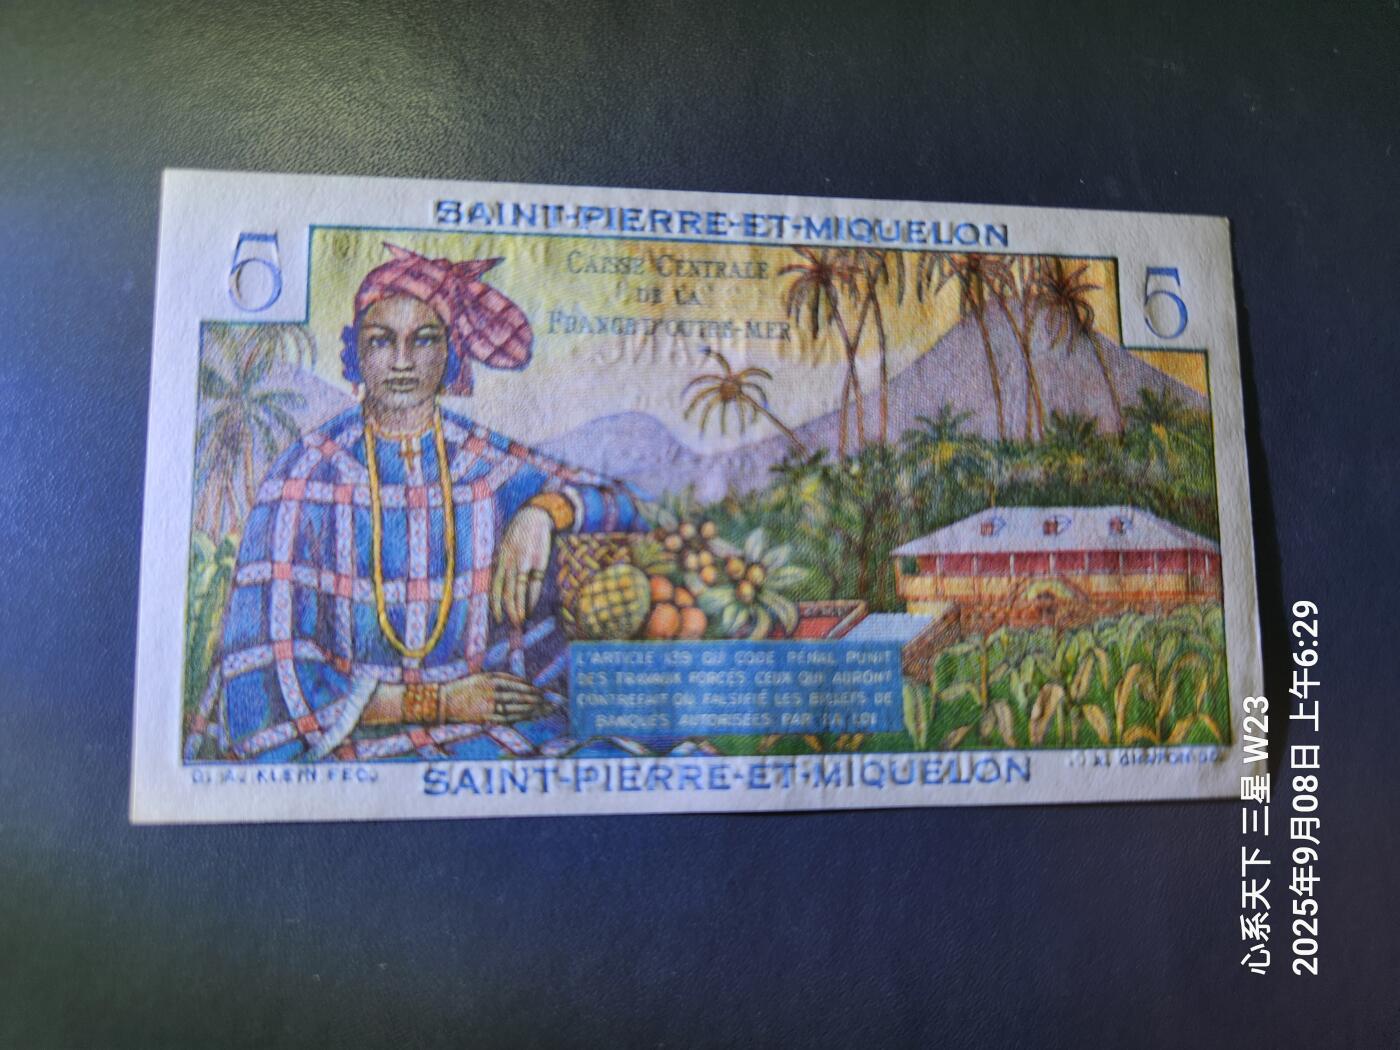 SAINT-PIERRE-ET-MIQUELON
5
5
CAISSE CENTRALE
DE LA
FRANCE D'OUTRE-MER
L'ARTICLE 139 DU CODE PÉNAL PUNIT
DES TRAVAUX FORCÉS CEUX QUI AURONT
CONTREFAIT OU FALSIFIÉ LES BILLETS DE
BANQUES AUTORISÉES PAR LA LOI
KLEIN FEC.
SAINT-PIERRE-ET-MIQUELON
心系天下 三星 W23
2025年9月08日 上午6:29